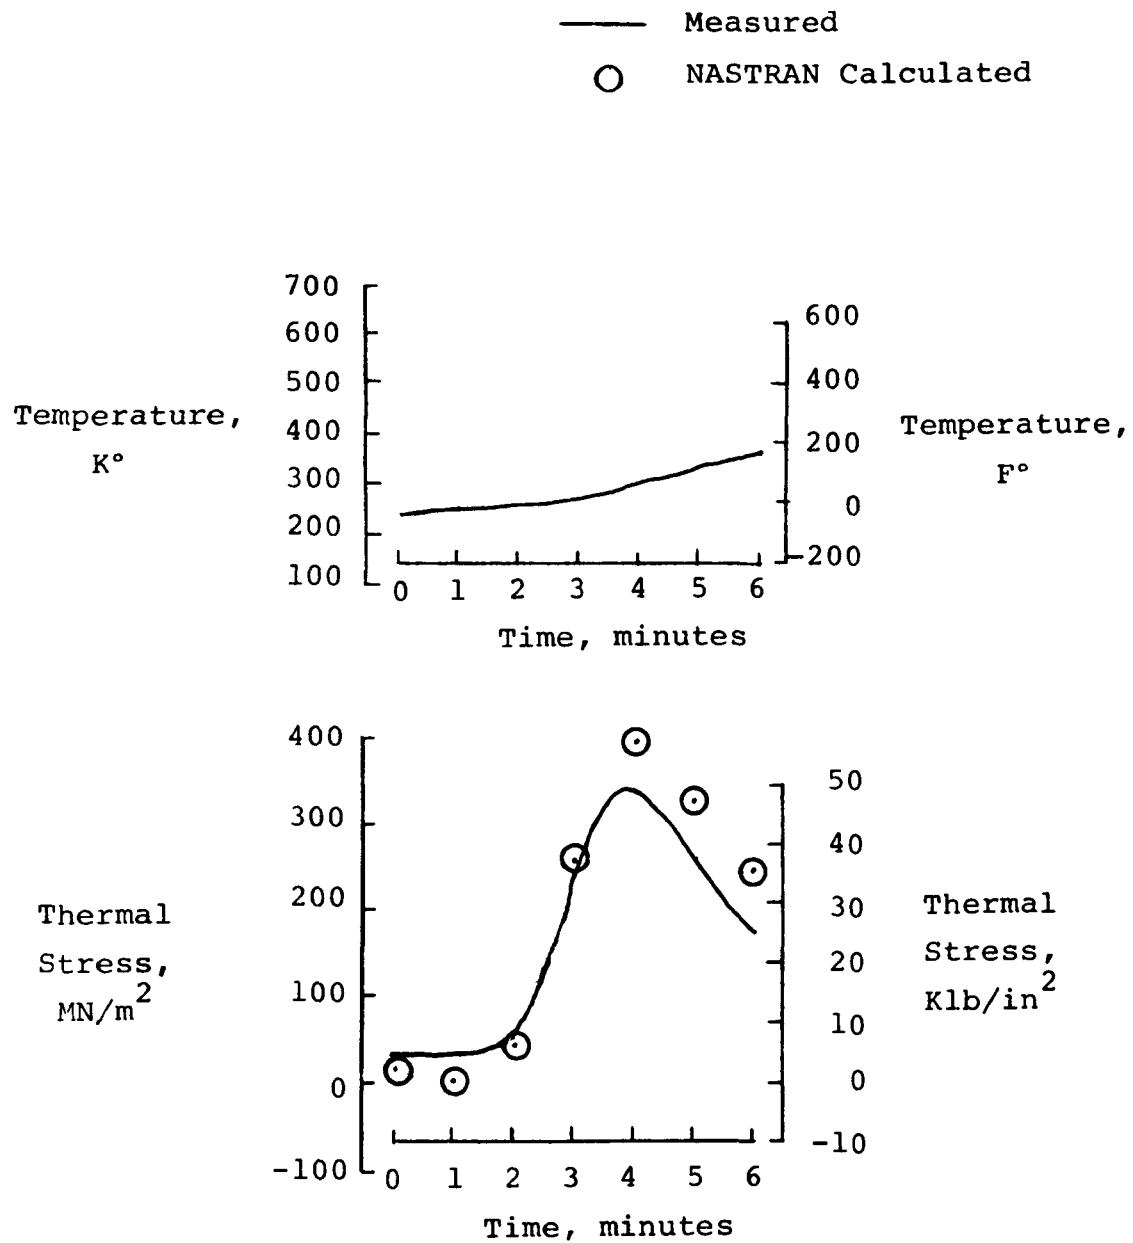 Measured
NASTRAN Calculated
700
600
500
400
300
200
100
Temperature,
K°
600
400
200
0
-200
Temperature,
F°
0 1 2 3 4 5 6
Time, minutes
400
300
200
100
0
-100
Thermal
Stress,
MN/m²
50
40
30
20
10
0
-10
Thermal
Stress,
Klb/in²
0 1 2 3 4 5 6
Time, minutes